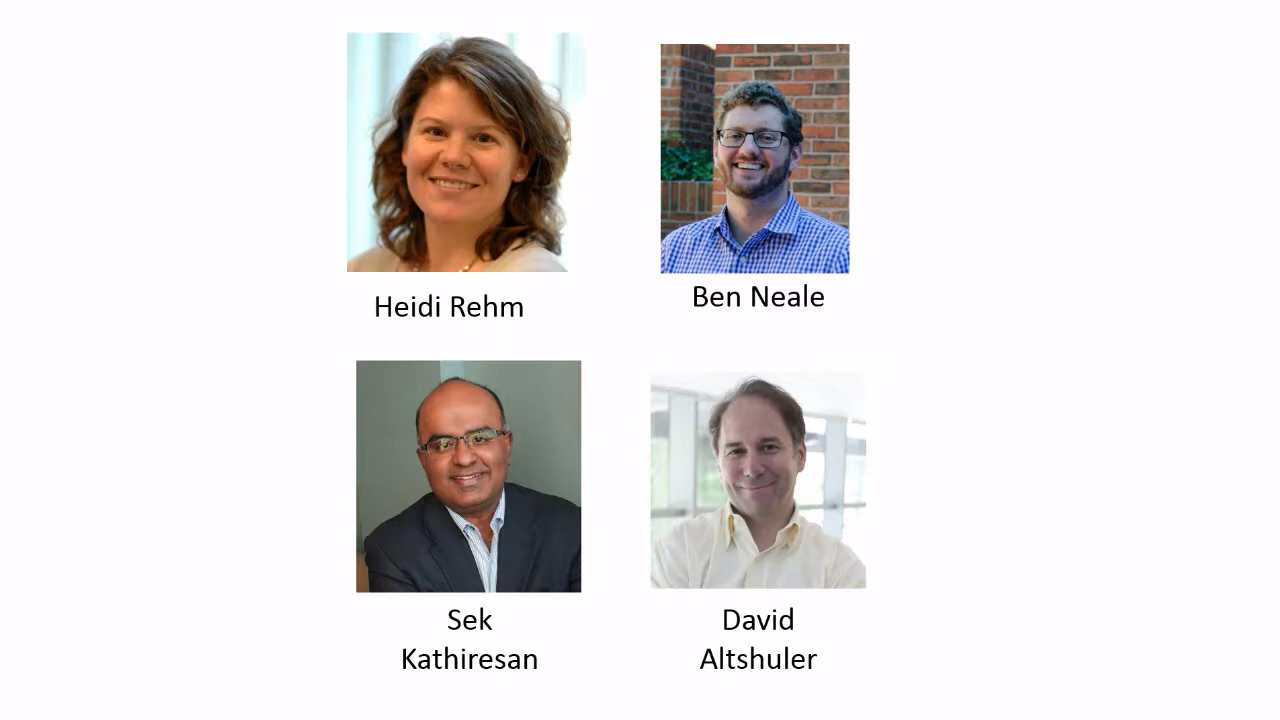 Heidi Rehm
Ben Neale
Sek
Kathiresan
David
Altshuler